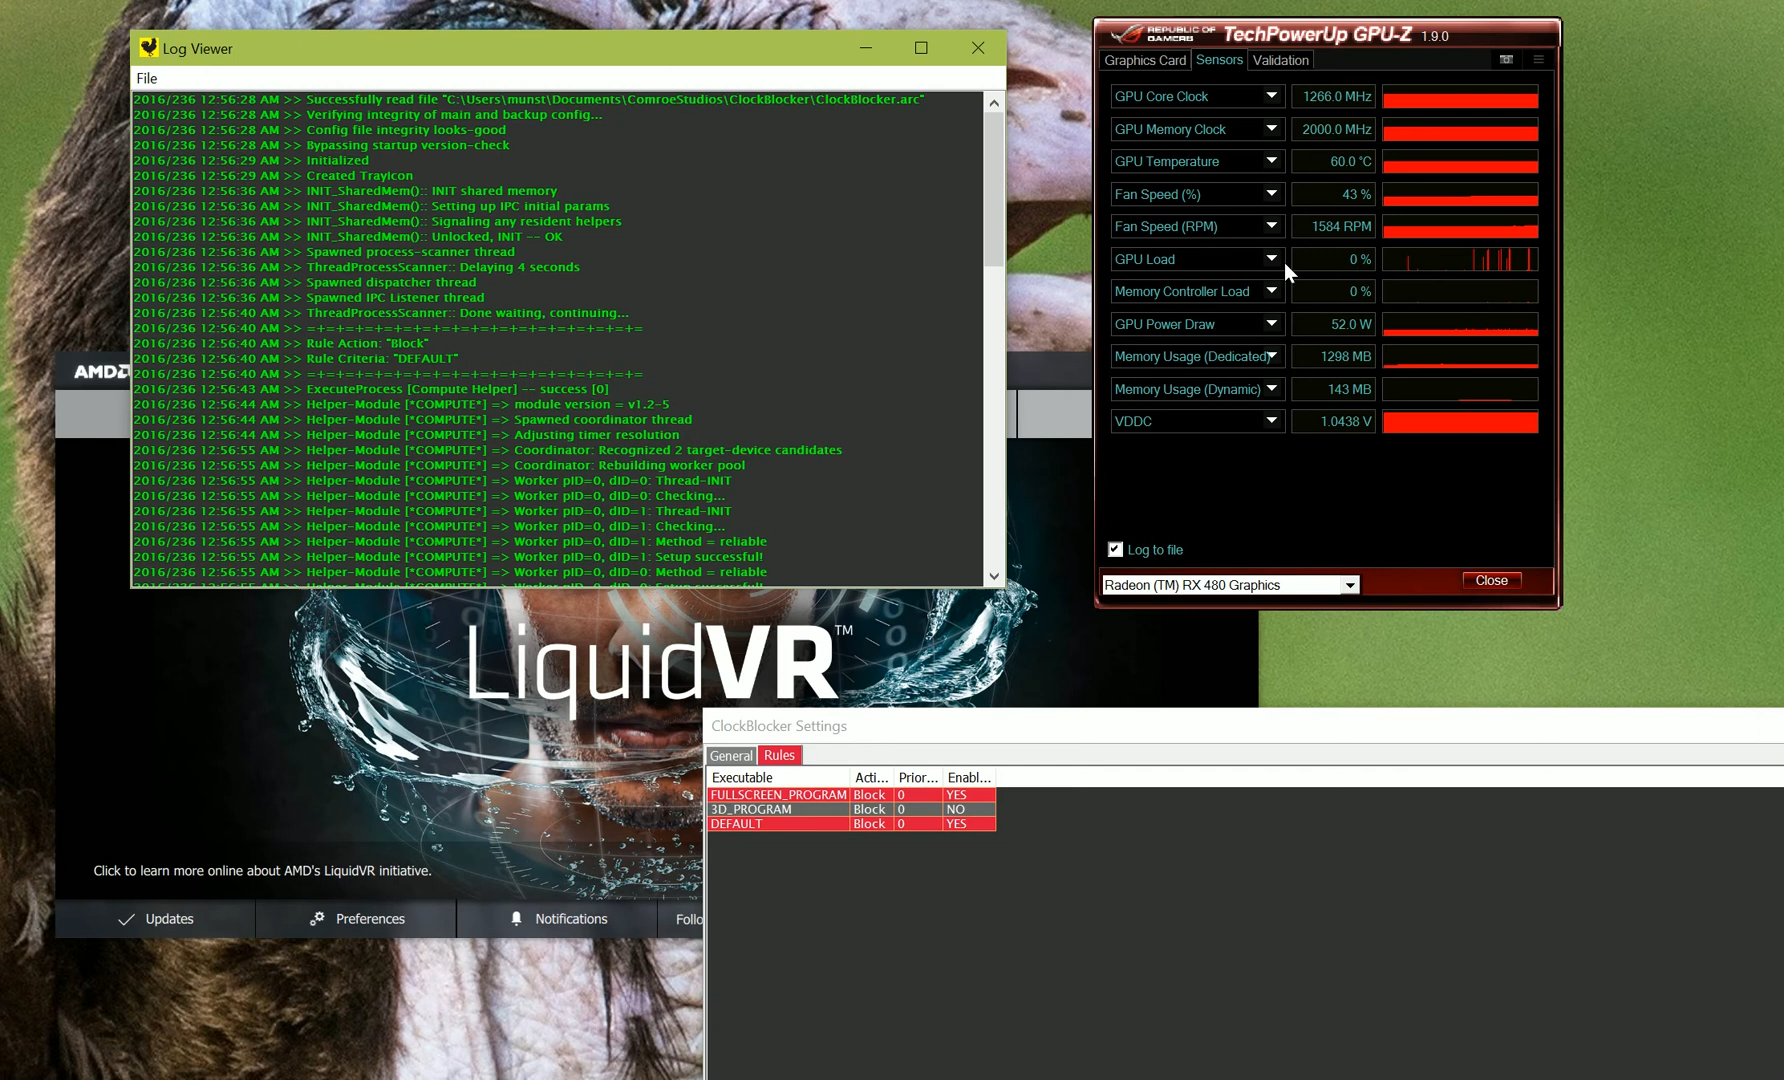 Log Viewer
File
2016/236 12:56:28 AM >> Successfully read file "C:\Users\munst\Documents\ComroeStudios\ClockBlocker\ClockBlocker.arc"
2016/236 12:56:28 AM >> Verifying integrity of main and backup config...
2016/236 12:56:28 AM >> Config file integrity looks-good
2016/236 12:56:28 AM >> Bypassing startup version-check
2016/236 12:56:29 AM >> Initialized
2016/236 12:56:29 AM >> Created TrayIcon
2016/236 12:56:36 AM >> INIT_SharedMem():: INIT shared memory
2016/236 12:56:36 AM >> INIT_SharedMem():: Setting up IPC initial params
2016/236 12:56:36 AM >> INIT_SharedMem():: Signaling any resident helpers
2016/236 12:56:36 AM >> INIT_SharedMem():: Unlocked, INIT -- OK
2016/236 12:56:36 AM >> Spawned process-scanner thread
2016/236 12:56:36 AM >> ThreadProcessScanner:: Delaying 4 seconds
2016/236 12:56:36 AM >> Spawned dispatcher thread
2016/236 12:56:36 AM >> Spawned IPC Listener thread
2016/236 12:56:40 AM >> ThreadProcessScanner:: Done waiting, continuing...
2016/236 12:56:40 AM >> =+=+=+=+=+=+=+=+=+=+=+=+=+=+=+=
2016/236 12:56:40 AM >> Rule Action: "Block"
2016/236 12:56:40 AM >> Rule Criteria: "DEFAULT"
2016/236 12:56:40 AM >> =+=+=+=+=+=+=+=+=+=+=+=+=+=+=+=
2016/236 12:56:43 AM >> ExecuteProcess [Compute Helper] -- success [0]
2016/236 12:56:44 AM >> Helper-Module [*COMPUTE*] => module version = v1.2-5
2016/236 12:56:44 AM >> Helper-Module [*COMPUTE*] => Spawned coordinator thread
2016/236 12:56:44 AM >> Helper-Module [*COMPUTE*] => Adjusting timer resolution
2016/236 12:56:55 AM >> Helper-Module [*COMPUTE*] => Coordinator: Recognized 2 target-device candidates
2016/236 12:56:55 AM >> Helper-Module [*COMPUTE*] => Coordinator: Rebuilding worker pool
2016/236 12:56:55 AM >> Helper-Module [*COMPUTE*] => Worker pID=0, dID=0: Thread-INIT
2016/236 12:56:55 AM >> Helper-Module [*COMPUTE*] => Worker pID=0, dID=0: Checking...
2016/236 12:56:55 AM >> Helper-Module [*COMPUTE*] => Worker pID=0, dID=1: Thread-INIT
2016/236 12:56:55 AM >> Helper-Module [*COMPUTE*] => Worker pID=0, dID=1: Checking...
2016/236 12:56:55 AM >> Helper-Module [*COMPUTE*] => Worker pID=0, dID=1: Method = reliable
2016/236 12:56:55 AM >> Helper-Module [*COMPUTE*] => Worker pID=0, dID=1: Setup successful!
2016/236 12:56:55 AM >> Helper-Module [*COMPUTE*] => Worker pID=0, dID=0: Method = reliable
2016/236 12:56:55 AM >> Helper-Module [*COMPUTE*] => Worker pID=0, dID=0: Setup successful!
REPUBLIC OF GAMERS TechPowerUp GPU-Z 1.9.0
Graphics Card Sensors Validation
GPU Core Clock 1266.0 MHz
GPU Memory Clock 2000.0 MHz
GPU Temperature 60.0 °C
Fan Speed (%) 43 %
Fan Speed (RPM) 1584 RPM
GPU Load 0 %
Memory Controller Load 0 %
GPU Power Draw 52.0 W
Memory Usage (Dedicated) 1298 MB
Memory Usage (Dynamic) 143 MB
VDDC 1.0438 V
Log to file
Radeon (TM) RX 480 Graphics Close
AMD
LiquidVR™
Click to learn more online about AMD's LiquidVR initiative.
Updates Preferences Notifications Follo
ClockBlocker Settings
General Rules
Executable Acti... Prior... Enabl...
FULLSCREEN_PROGRAM Block 0 YES
3D_PROGRAM Block 0 NO
DEFAULT Block 0 YES